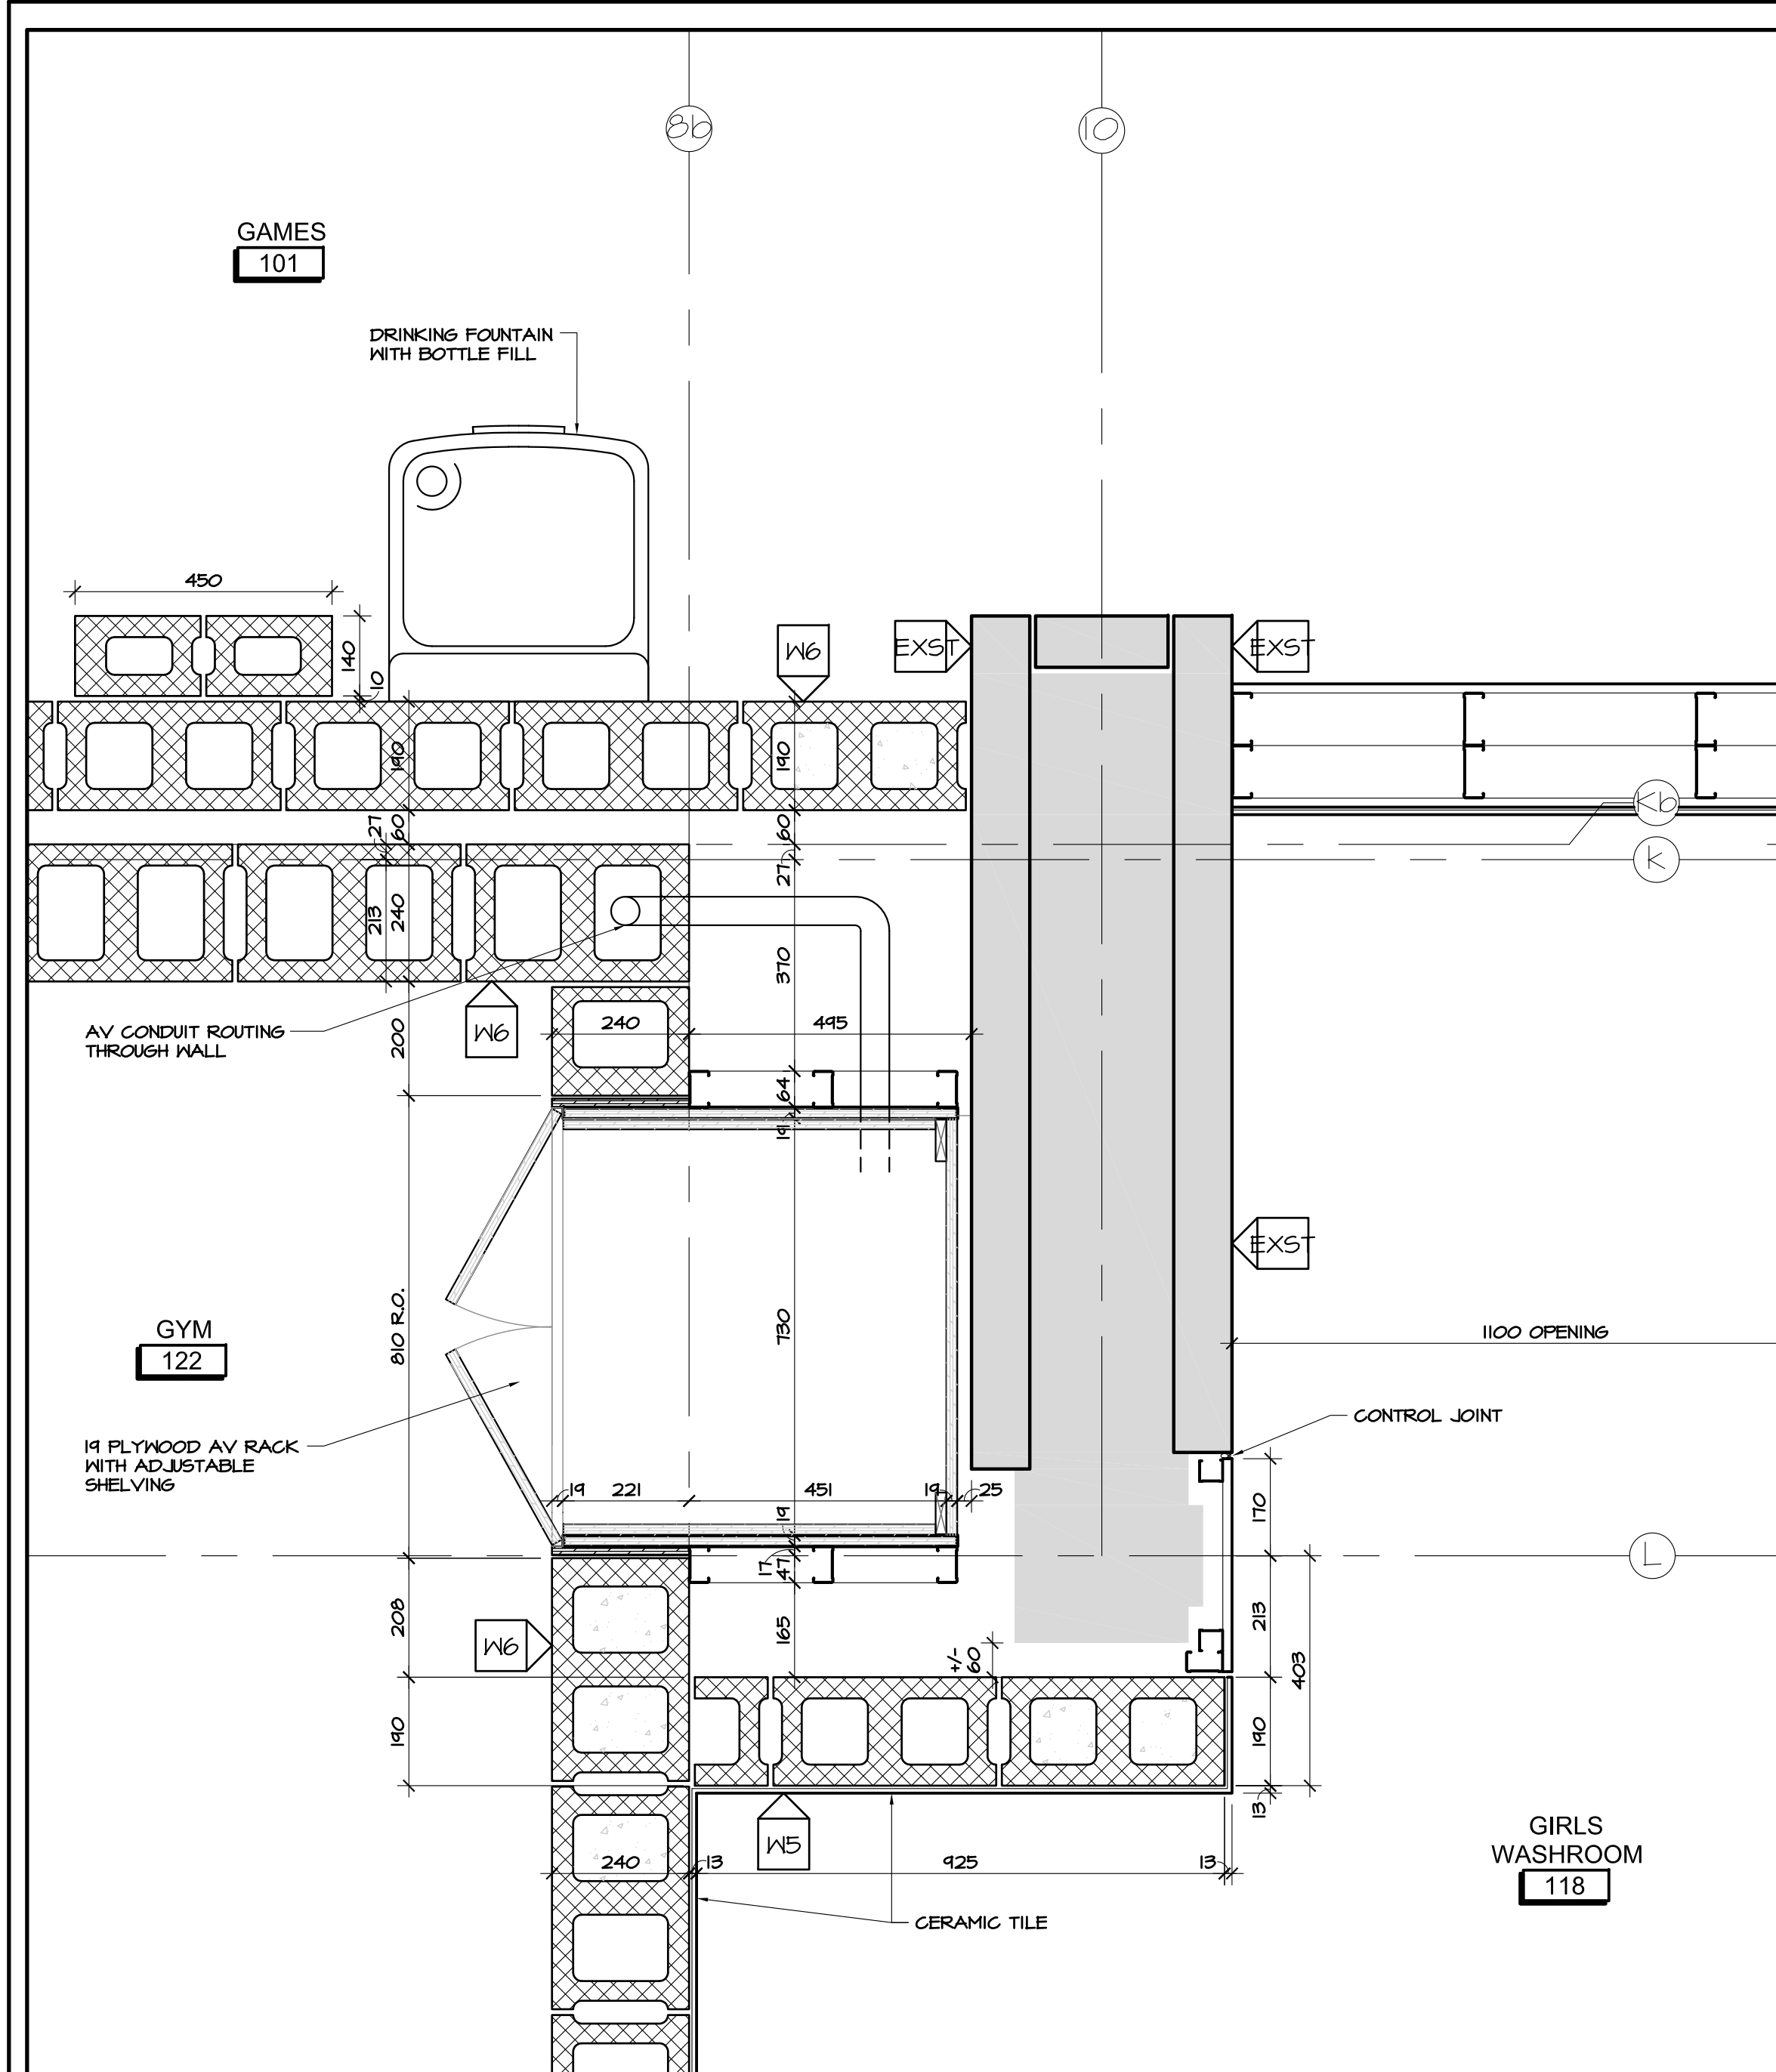 8b
10
GAMES
101
DRINKING FOUNTAIN
WITH BOTTLE FILL
450
140
10
W6
EXST
EXST
190
190
Kb
27
60
60
K
27
213
240
370
AV CONDUIT ROUTING
THROUGH WALL
W6
200
240
495
64
19
EXST
810 R.O.
730
GYM
122
1100 OPENING
CONTROL JOINT
19 PLYWOOD AV RACK
WITH ADJUSTABLE
SHELVING
19
221
451
19
25
19
170
L
17
47
208
W6
165
+/-
60
213
403
190
190
13
W5
GIRLS
WASHROOM
118
240
13
925
13
CERAMIC TILE